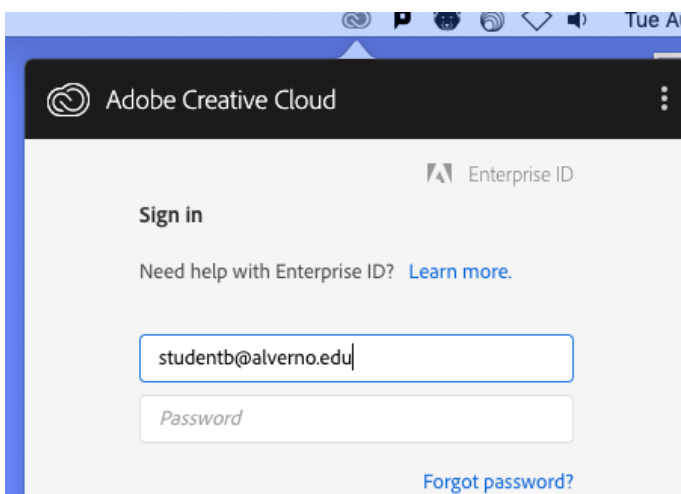 Tue Au
Adobe Creative Cloud
Enterprise ID
Sign in
Need help with Enterprise ID? Learn more.
studentb@alverno.edu
Password
Forgot password?